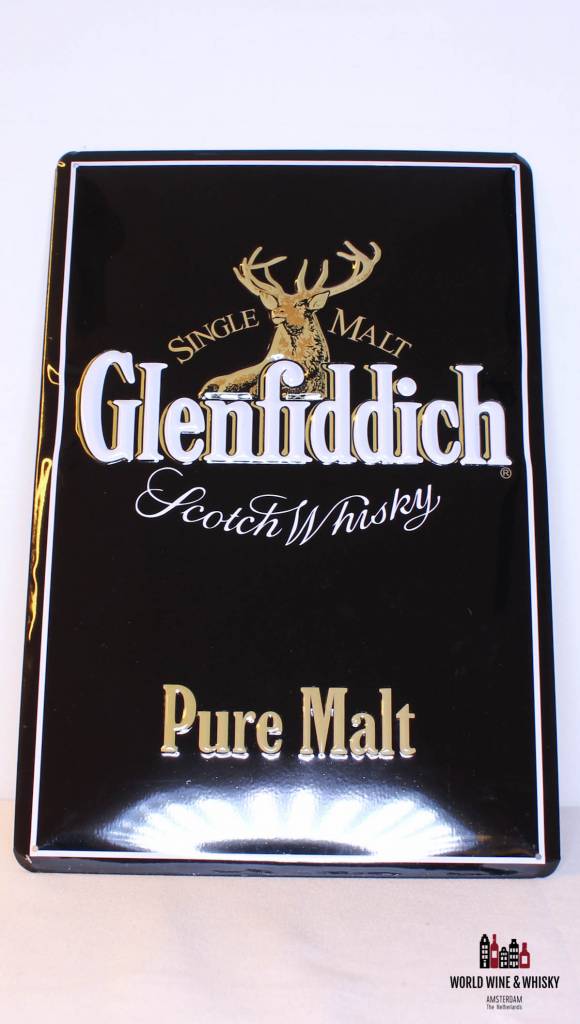 SINGLE MALT
Glenfiddich®
Scotch Whisky
Pure Malt
WORLD WINE & WHISKY
AMSTERDAM
The Netherlands